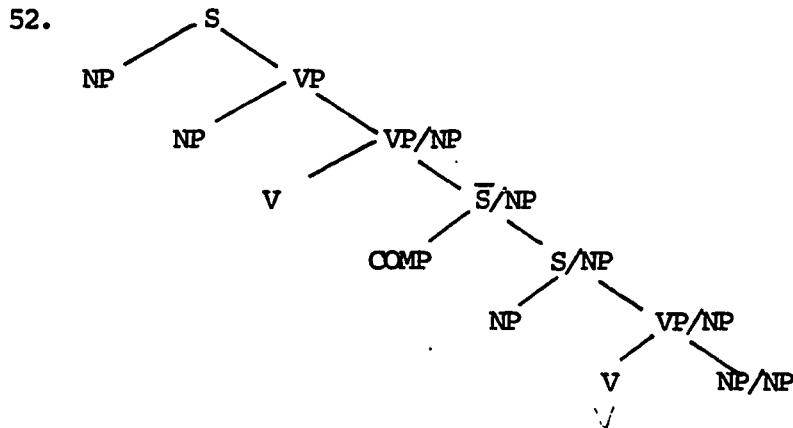 52. S
NP VP
NP VP/NP
V S̅/NP
COMP S/NP
NP VP/NP
V NP/NP